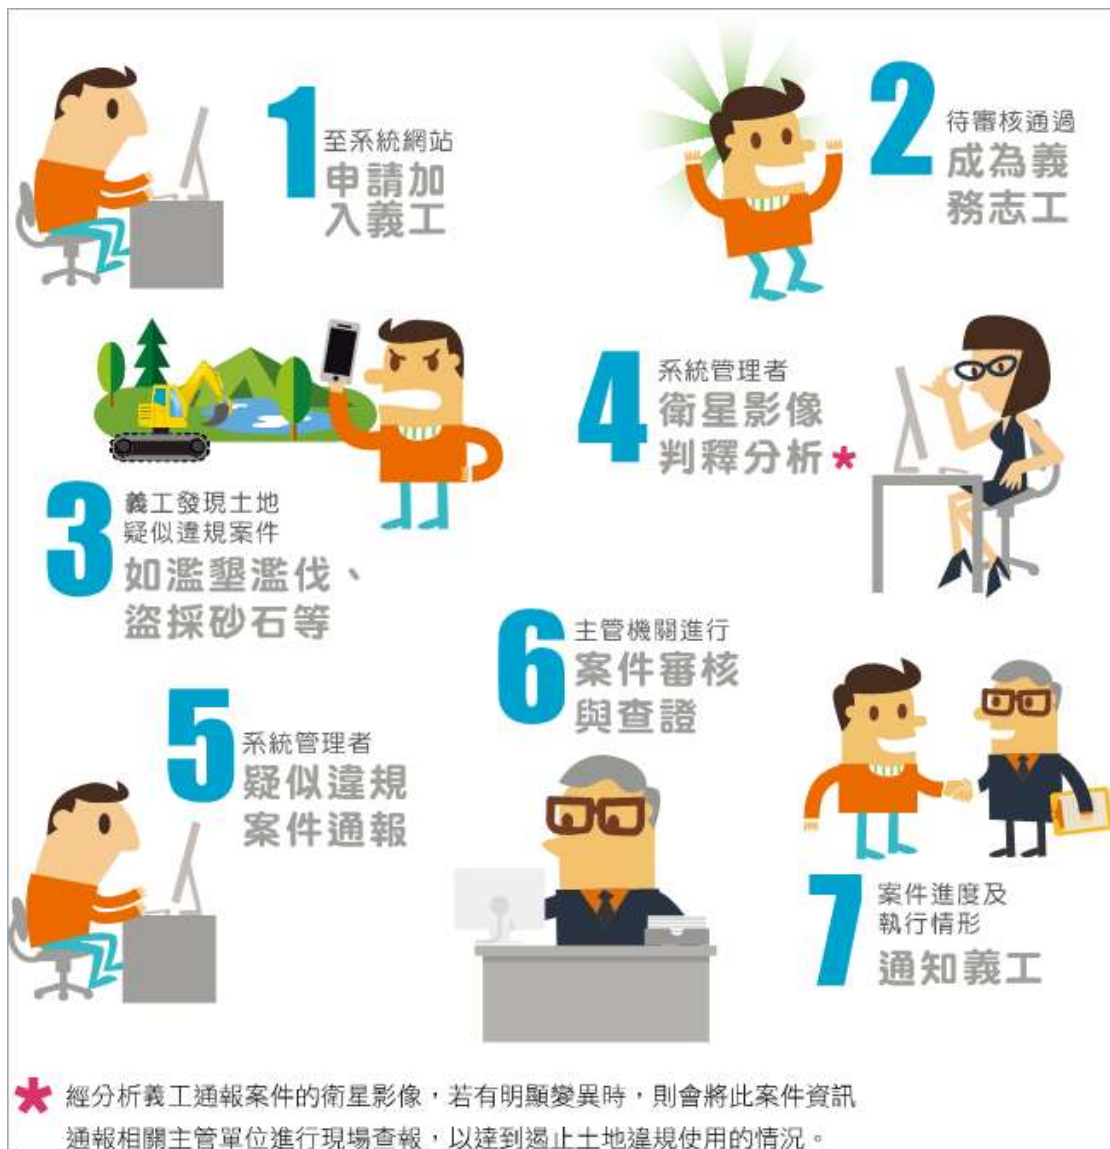 1
至系統網站
申請加
入義工
2
待審核通過
成為義
務志工
3
義工發現土地
疑似違規案件
如濫墾濫伐、
盜採砂石等
4
系統管理者
衛星影像
判釋分析*
5
系統管理者
疑似違規
案件通報
6
主管機關進行
案件審核
與查證
7
案件進度及
執行情形
通知義工
* 經分析義工通報案件的衛星影像，若有明顯變異時，則會將此案件資訊
通報相關主管單位進行現場查報，以達到遏止土地違規使用的情況。